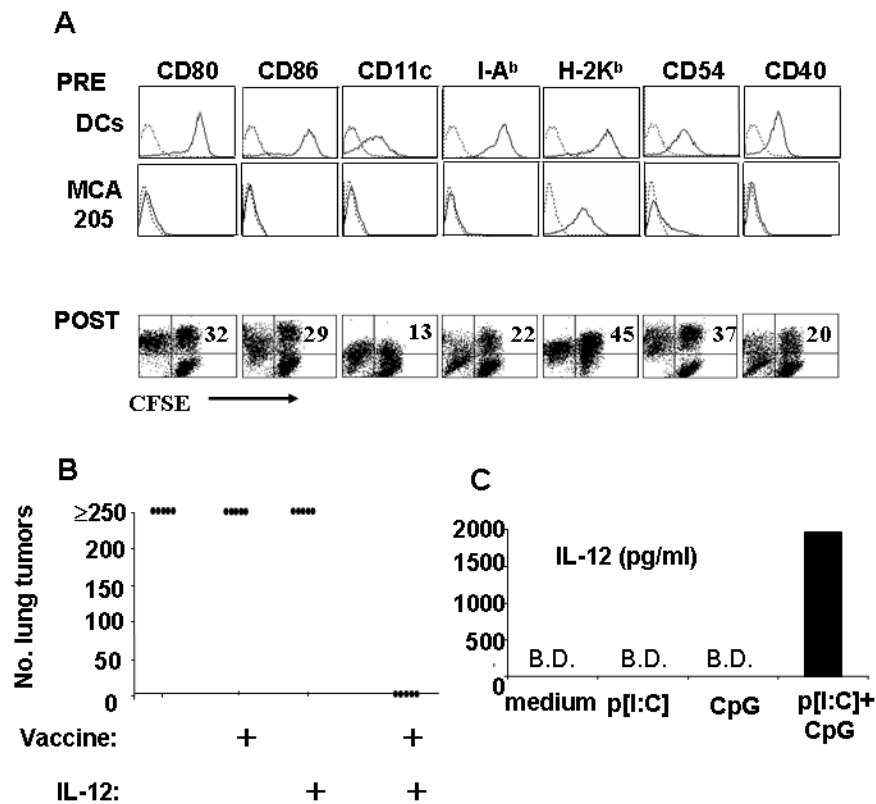 A
CD80 CD86 CD11c I-Aᵇ H-2Kᵇ CD54 CD40
PRE
DCs
MCA
205
POST
32 29 13 22 45 37 20
CFSE
B
No. lung tumors
≥250
200
150
100
50
0
Vaccine: + +
IL-12: + +
C
IL-12 (pg/ml)
2000
1500
1000
500
0
B.D. B.D. B.D.
medium p[I:C] CpG p[I:C]+
CpG